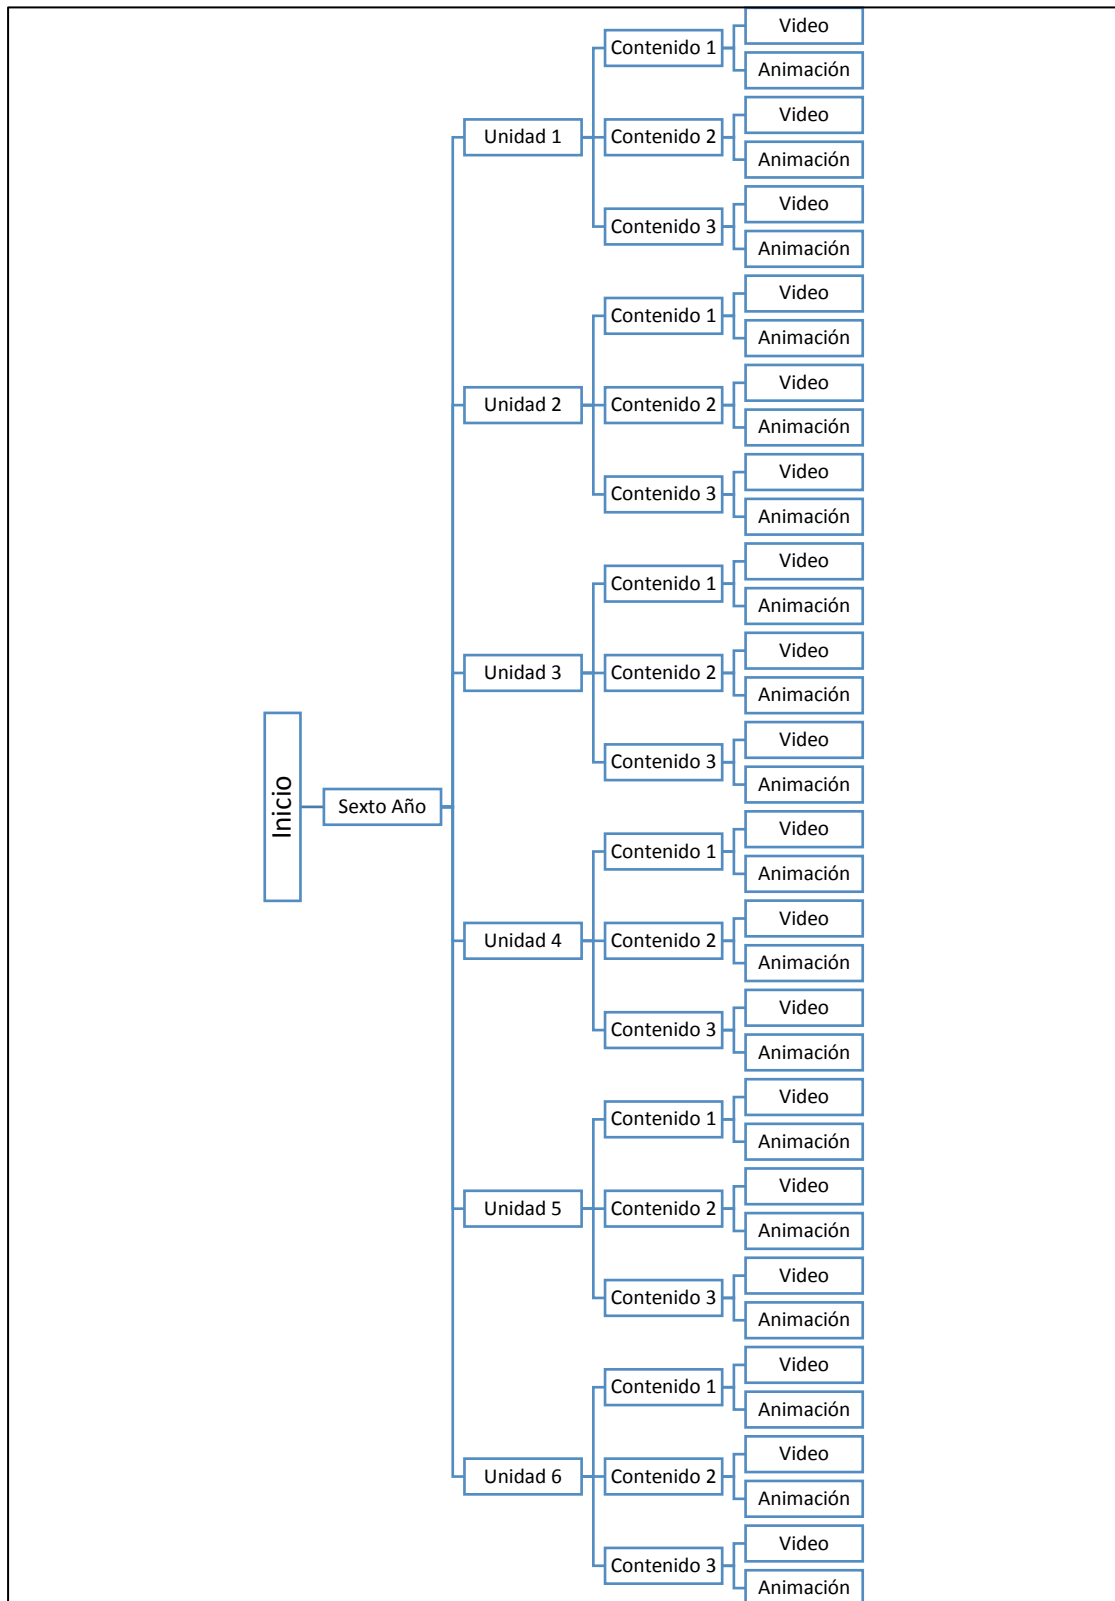 Inicio
Sexto Año
Unidad 1
Contenido 1
Video
Animación
Contenido 2
Video
Animación
Contenido 3
Video
Animación
Unidad 2
Contenido 1
Video
Animación
Contenido 2
Video
Animación
Contenido 3
Video
Animación
Unidad 3
Contenido 1
Video
Animación
Contenido 2
Video
Animación
Contenido 3
Video
Animación
Unidad 4
Contenido 1
Video
Animación
Contenido 2
Video
Animación
Contenido 3
Video
Animación
Unidad 5
Contenido 1
Video
Animación
Contenido 2
Video
Animación
Contenido 3
Video
Animación
Unidad 6
Contenido 1
Video
Animación
Contenido 2
Video
Animación
Contenido 3
Video
Animación